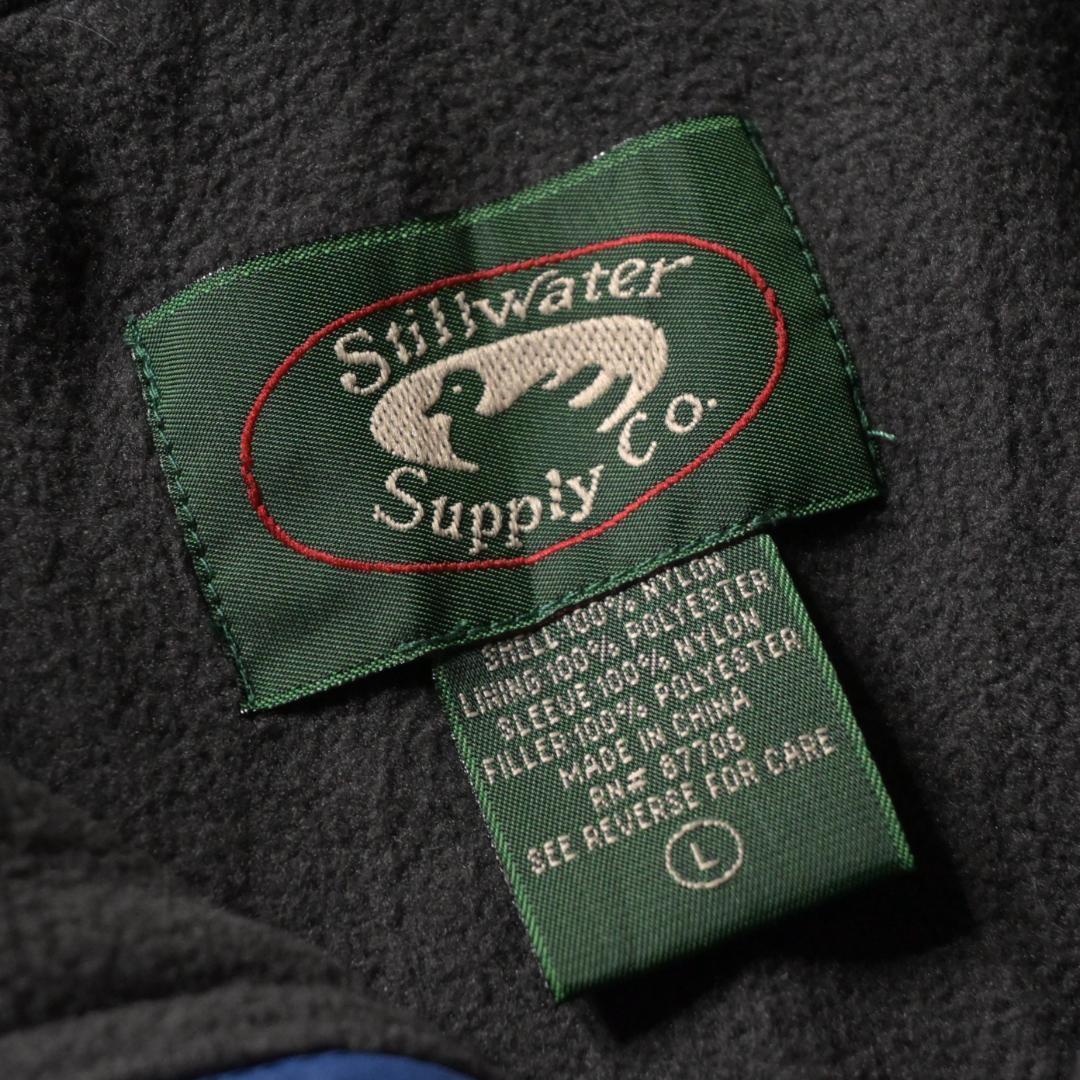 Stillwater
Supply Co.
SHELL:100% NYLON
LINING 100% POLYESTER
SLEEVE 100% NYLON
FILLER 100% POLYESTER
MADE IN CHINA
RN# 87706
SEE REVERSE FOR CARE
L